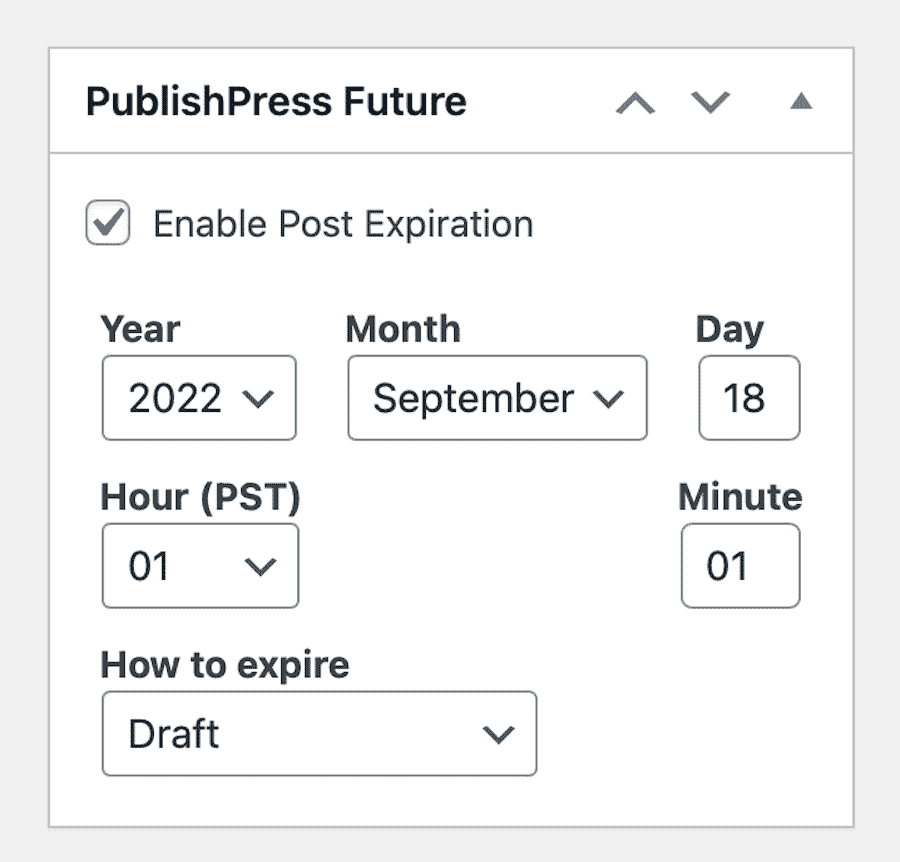 PublishPress Future
Enable Post Expiration
Year Month Day
2022 September 18
Hour (PST) Minute
01 01
How to expire
Draft